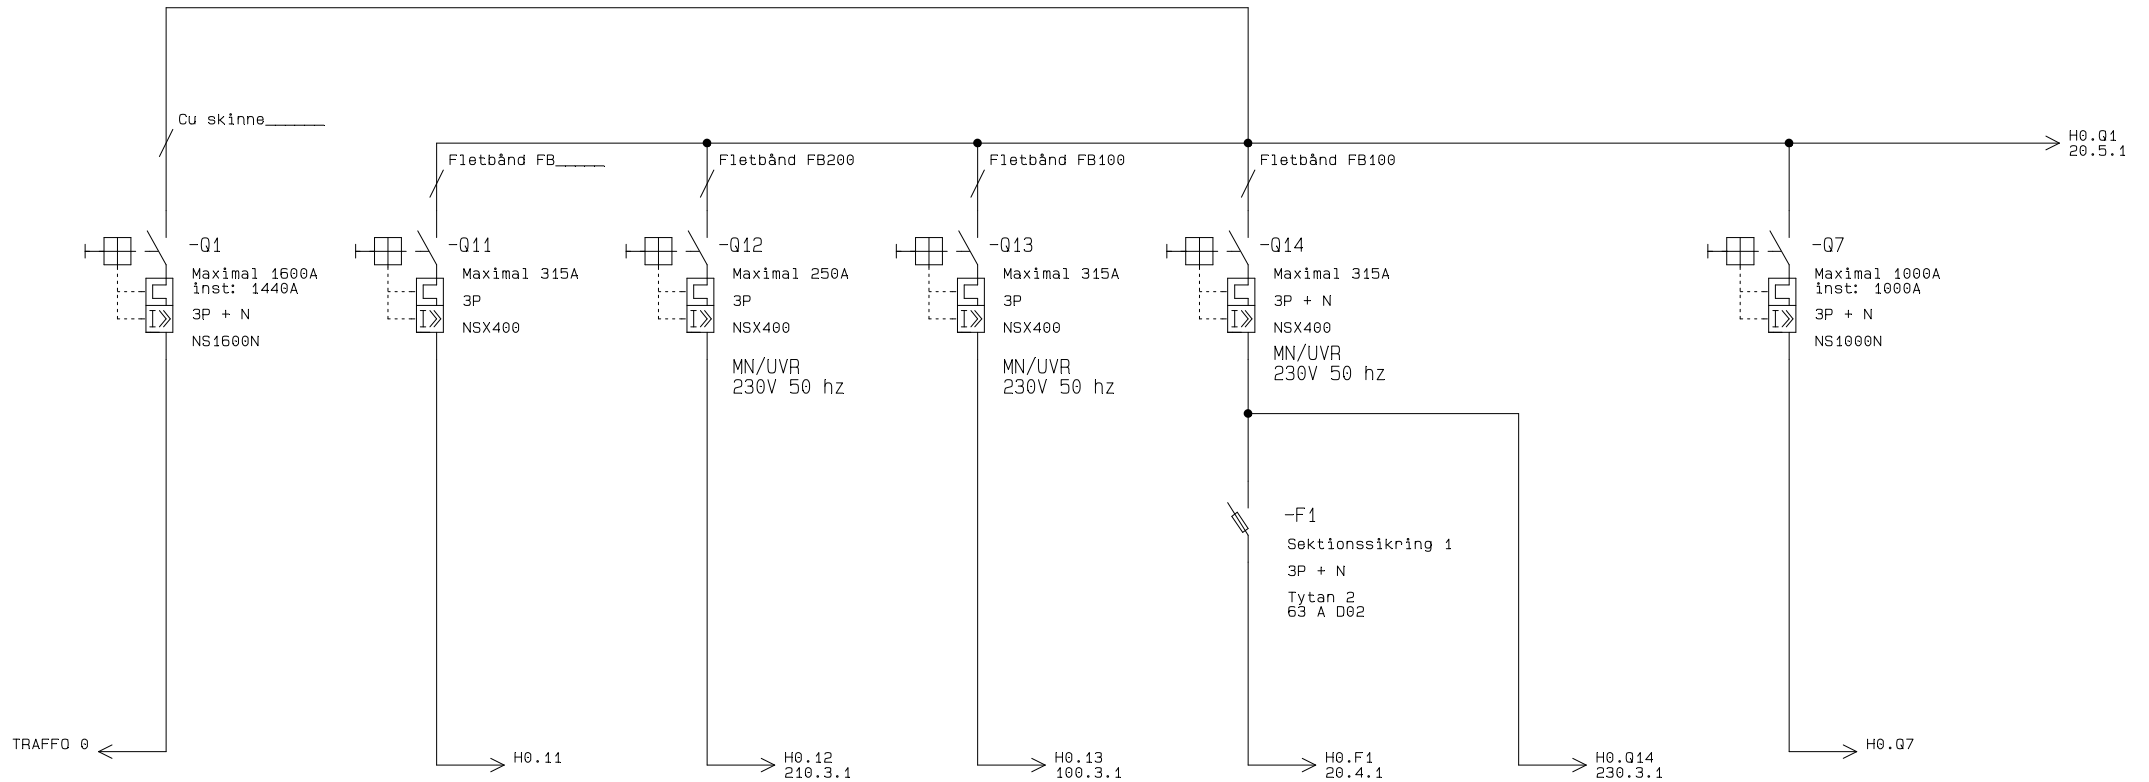 Cu skinne______
H0.Q1
20.5.1
Fletbånd FB_____
Fletbånd FB200
Fletbånd FB100
Fletbånd FB100
-Q1
Maximal 1600A
inst: 1440A
3P + N
NS1600N
-Q11
Maximal 315A
3P
NSX400
-Q12
Maximal 250A
3P
NSX400
MN/UVR
230V 50 hz
-Q13
Maximal 315A
3P
NSX400
MN/UVR
230V 50 hz
-Q14
Maximal 315A
3P + N
NSX400
MN/UVR
230V 50 hz
-Q7
Maximal 1000A
inst: 1000A
3P + N
NS1000N
I
I
I
I
I
I
-F1
Sektionssikring 1
3P + N
Tytan 2
63 A D02
TRAFFO 0
H0.11
H0.12
210.3.1
H0.13
100.3.1
H0.F1
20.4.1
H0.Q14
230.3.1
H0.Q7